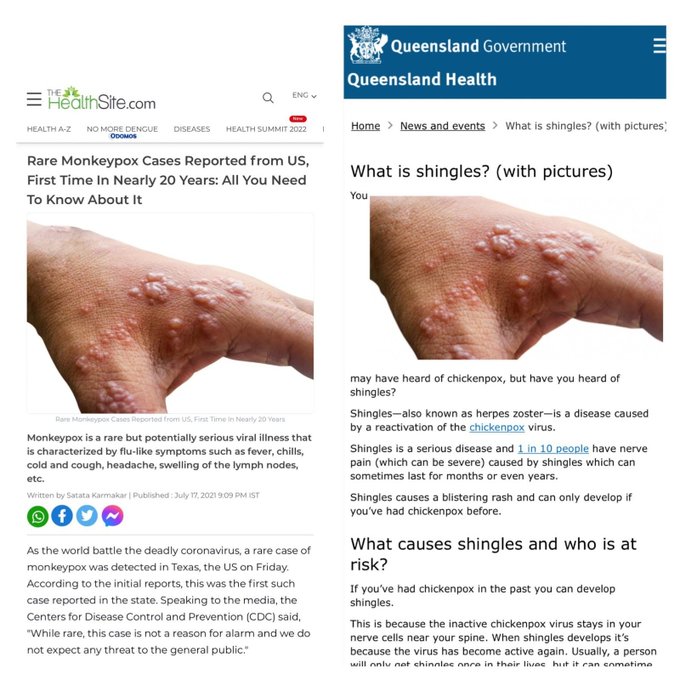 THE
HealthSite.com
ENG
New
HEALTH A-Z NO MORE DENGUE DISEASES HEALTH SUMMIT 2022
ODOMOS
Rare Monkeypox Cases Reported from US,
First Time In Nearly 20 Years: All You Need
To Know About It
Rare Monkeypox Cases Reported from US, First Time In Nearly 20 Years
Monkeypox is a rare but potentially serious viral illness that
is characterized by flu-like symptoms such as fever, chills,
cold and cough, headache, swelling of the lymph nodes,
etc.
Written by Satata Karmakar | Published : July 17, 2021 9:09 PM IST
As the world battle the deadly coronavirus, a rare case of
monkeypox was detected in Texas, the US on Friday.
According to the initial reports, this was the first such
case reported in the state. Speaking to the media, the
Centers for Disease Control and Prevention (CDC) said,
"While rare, this case is not a reason for alarm and we do
not expect any threat to the general public."
Queensland Government
Queensland Health
Home > News and events > What is shingles? (with pictures)
What is shingles? (with pictures)
You
may have heard of chickenpox, but have you heard of
shingles?
Shingles—also known as herpes zoster—is a disease caused
by a reactivation of the chickenpox virus.
Shingles is a serious disease and 1 in 10 people have nerve
pain (which can be severe) caused by shingles which can
sometimes last for months or even years.
Shingles causes a blistering rash and can only develop if
you've had chickenpox before.
What causes shingles and who is at
risk?
If you've had chickenpox in the past you can develop
shingles.
This is because the inactive chickenpox virus stays in your
nerve cells near your spine. When shingles develops it's
because the virus has become active again. Usually, a person
will only get shingles once in their lives, but it can sometime